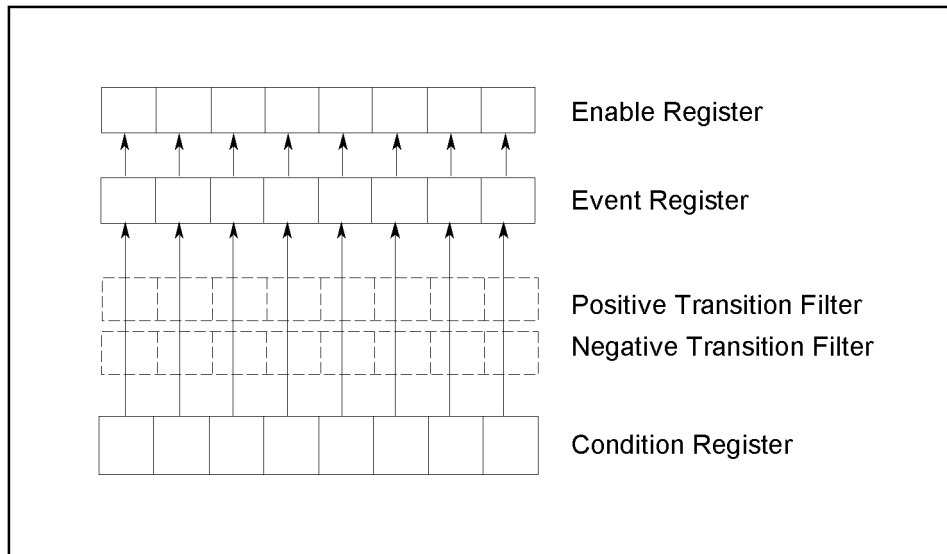 Enable Register
Event Register
Positive Transition Filter
Negative Transition Filter
Condition Register